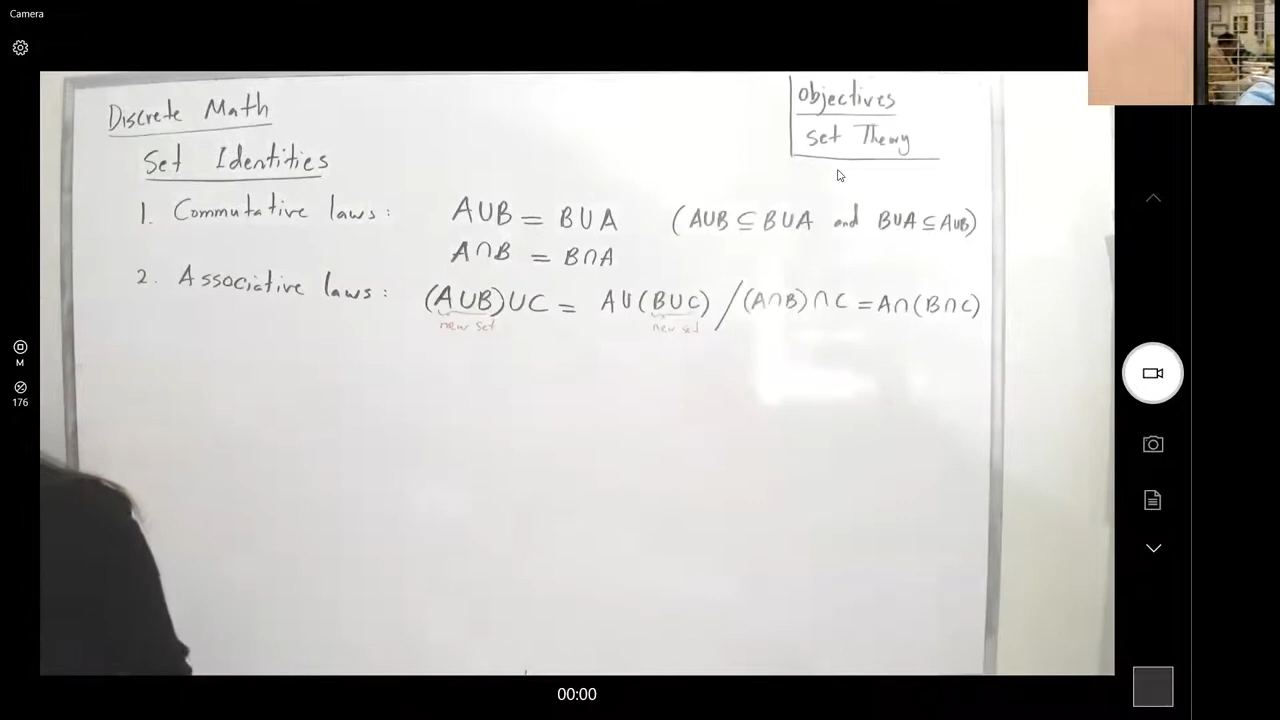 Camera
Discrete Math
Objectives
Set Theory
Set Identities
1. Commutative laws: A∪B = B∪A (A∪B ⊆ B∪A and B∪A ⊆ A∪B)
A∩B = B∩A
2. Associative laws: (A∪B)∪C = A∪(B∪C) / (A∩B)∩C = A∩(B∩C)
new set new set
M
176
00:00